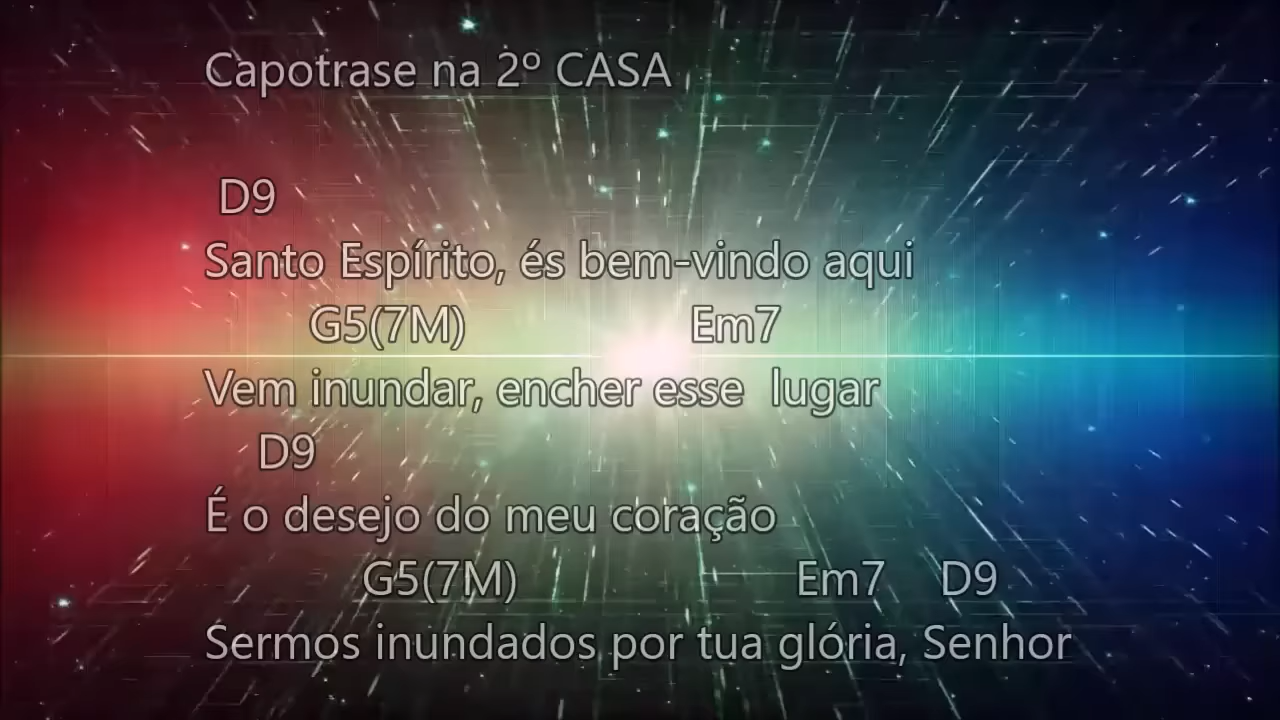 Capotrase na 2º CASA
D9
Santo Espírito, és bem-vindo aqui
G5(7M) Em7
Vem inundar, encher esse lugar
D9
É o desejo do meu coração
G5(7M) Em7 D9
Sermos inundados por tua glória, Senhor